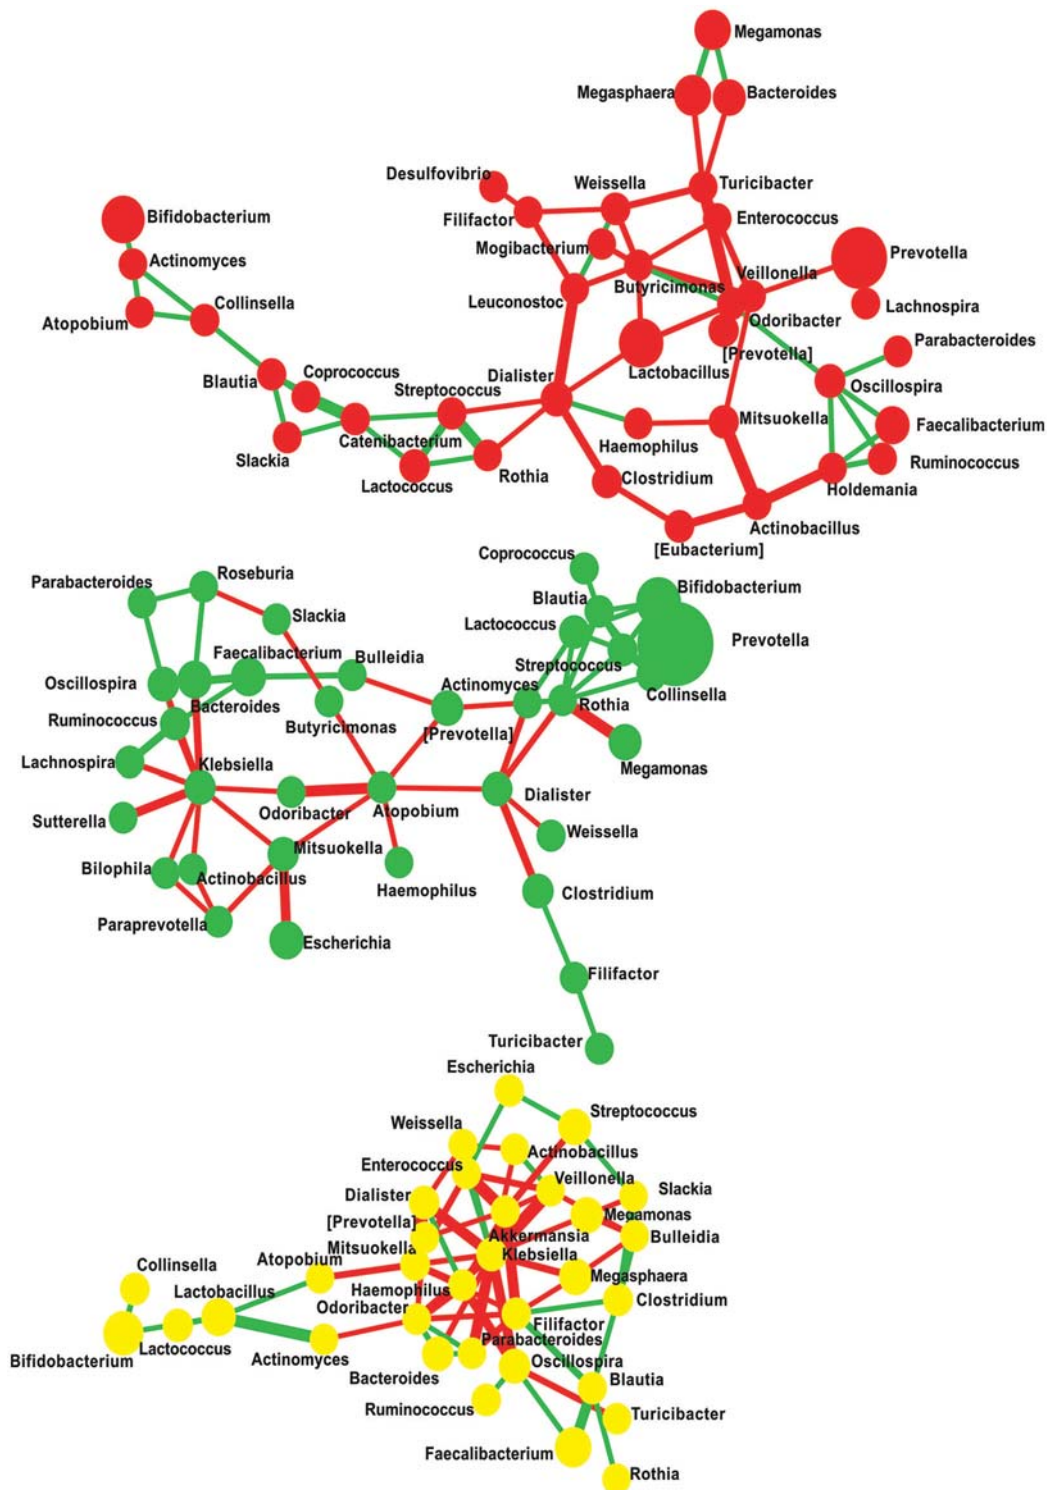 Megamonas
Megasphaera
Bacteroides
Desulfovibrio
Weissella
Turicibacter
Filifactor
Enterococcus
Bifidobacterium
Mogibacterium
Prevotella
Actinomyces
Veillonella
Butyricimonas
Leuconostoc
Collinsella
Lachnospira
Atopobium
Odoribacter
Parabacteroides
[Prevotella]
Dialister
Lactobacillus
Coprococcus
Blautia
Streptococcus
Oscillospira
Mitsuokella
Faecalibacterium
Catenibacterium
Haemophilus
Slackia
Ruminococcus
Rothia
Clostridium
Lactococcus
Holdemania
Actinobacillus
[Eubacterium]
Coprococcus
Roseburia
Parabacteroides
Bifidobacterium
Blautia
Slackia
Lactococcus
Prevotella
Faecalibacterium
Bulleidia
Streptococcus
Oscillospira
Actinomyces
Collinsella
Rothia
Bacteroides
Ruminococcus
Butyricimonas
[Prevotella]
Lachnospira
Klebsiella
Megamonas
Dialister
Odoribacter
Atopobium
Sutterella
Weissella
Mitsuokella
Bilophila
Actinobacillus
Haemophilus
Clostridium
Paraprevotella
Escherichia
Filifactor
Turicibacter
Escherichia
Streptococcus
Weissella
Actinobacillus
Enterococcus
Veillonella
Dialister
Slackia
Megamonas
[Prevotella]
Akkermansia
Bulleidia
Mitsuokella
Klebsiella
Atopobium
Collinsella
Megasphaera
Lactobacillus
Haemophilus
Clostridium
Odoribacter
Filifactor
Parabacteroides
Lactococcus
Bifidobacterium
Actinomyces
Oscillospira
Bacteroides
Blautia
Ruminococcus
Turicibacter
Faecalibacterium
Rothia